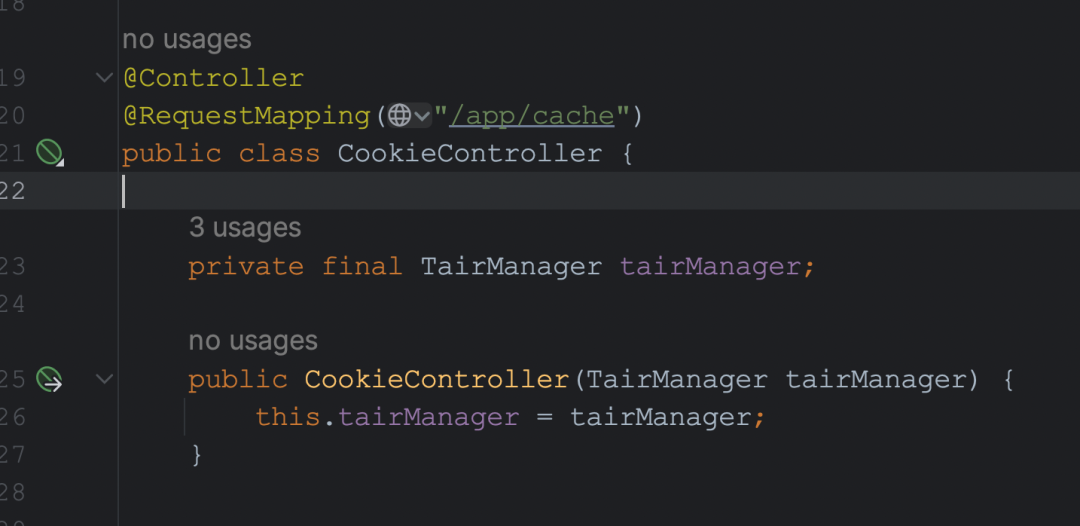 18
no usages
19 @Controller
20 @RequestMapping("/app/cache")
21 public class CookieController {
22
3 usages
23 private final TairManager tairManager;
24
no usages
25 public CookieController(TairManager tairManager) {
26 this.tairManager = tairManager;
27 }
28